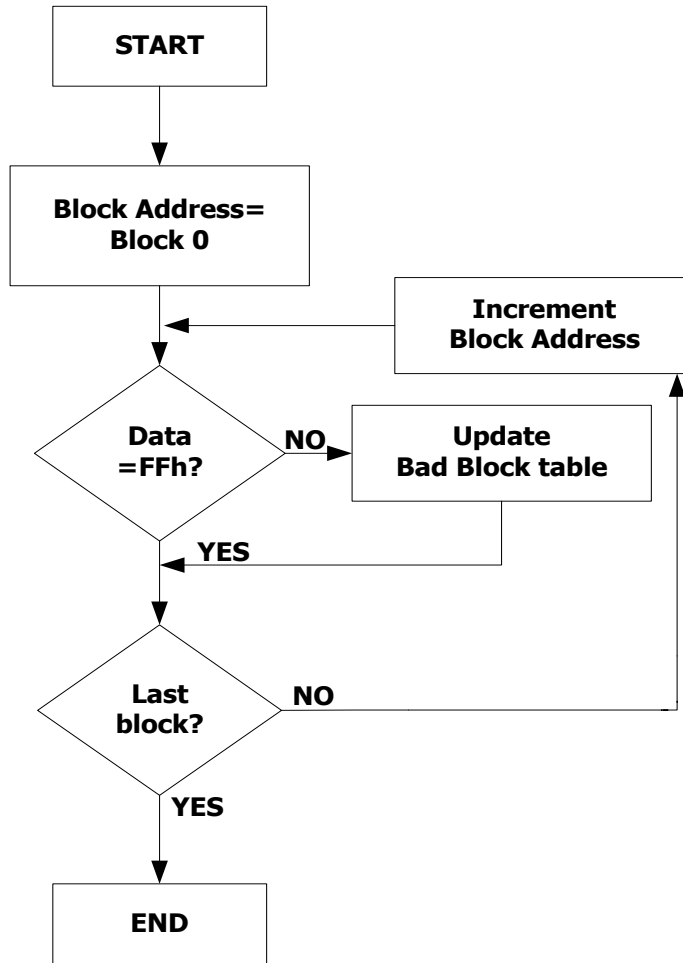 START
Block Address=
Block 0
Increment
Block Address
Data
=FFh?
NO
Update
Bad Block table
YES
Last
block?
NO
YES
END